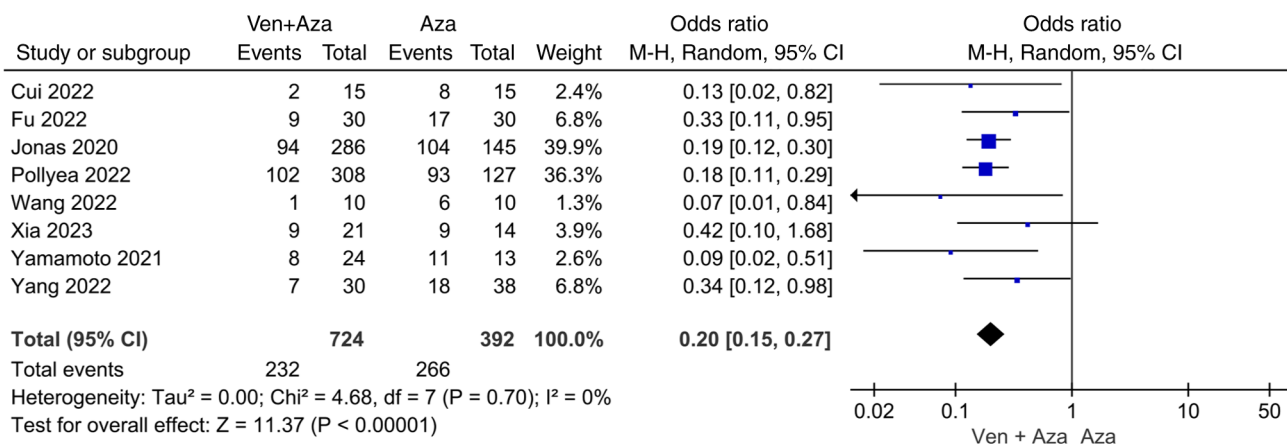 Ven+Aza Aza Odds ratio Odds ratio
Study or subgroup Events Total Events Total Weight M-H, Random, 95% CI M-H, Random, 95% CI
Cui 2022 2 15 8 15 2.4% 0.13 [0.02, 0.82]
Fu 2022 9 30 17 30 6.8% 0.33 [0.11, 0.95]
Jonas 2020 94 286 104 145 39.9% 0.19 [0.12, 0.30]
Pollyea 2022 102 308 93 127 36.3% 0.18 [0.11, 0.29]
Wang 2022 1 10 6 10 1.3% 0.07 [0.01, 0.84]
Xia 2023 9 21 9 14 3.9% 0.42 [0.10, 1.68]
Yamamoto 2021 8 24 11 13 2.6% 0.09 [0.02, 0.51]
Yang 2022 7 30 18 38 6.8% 0.34 [0.12, 0.98]
Total (95% CI) 724 392 100.0% 0.20 [0.15, 0.27]
Total events 232 266
Heterogeneity: Tau² = 0.00; Chi² = 4.68, df = 7 (P = 0.70); I² = 0%
Test for overall effect: Z = 11.37 (P < 0.00001)
0.02 0.1 1 10 50
Ven + Aza Aza